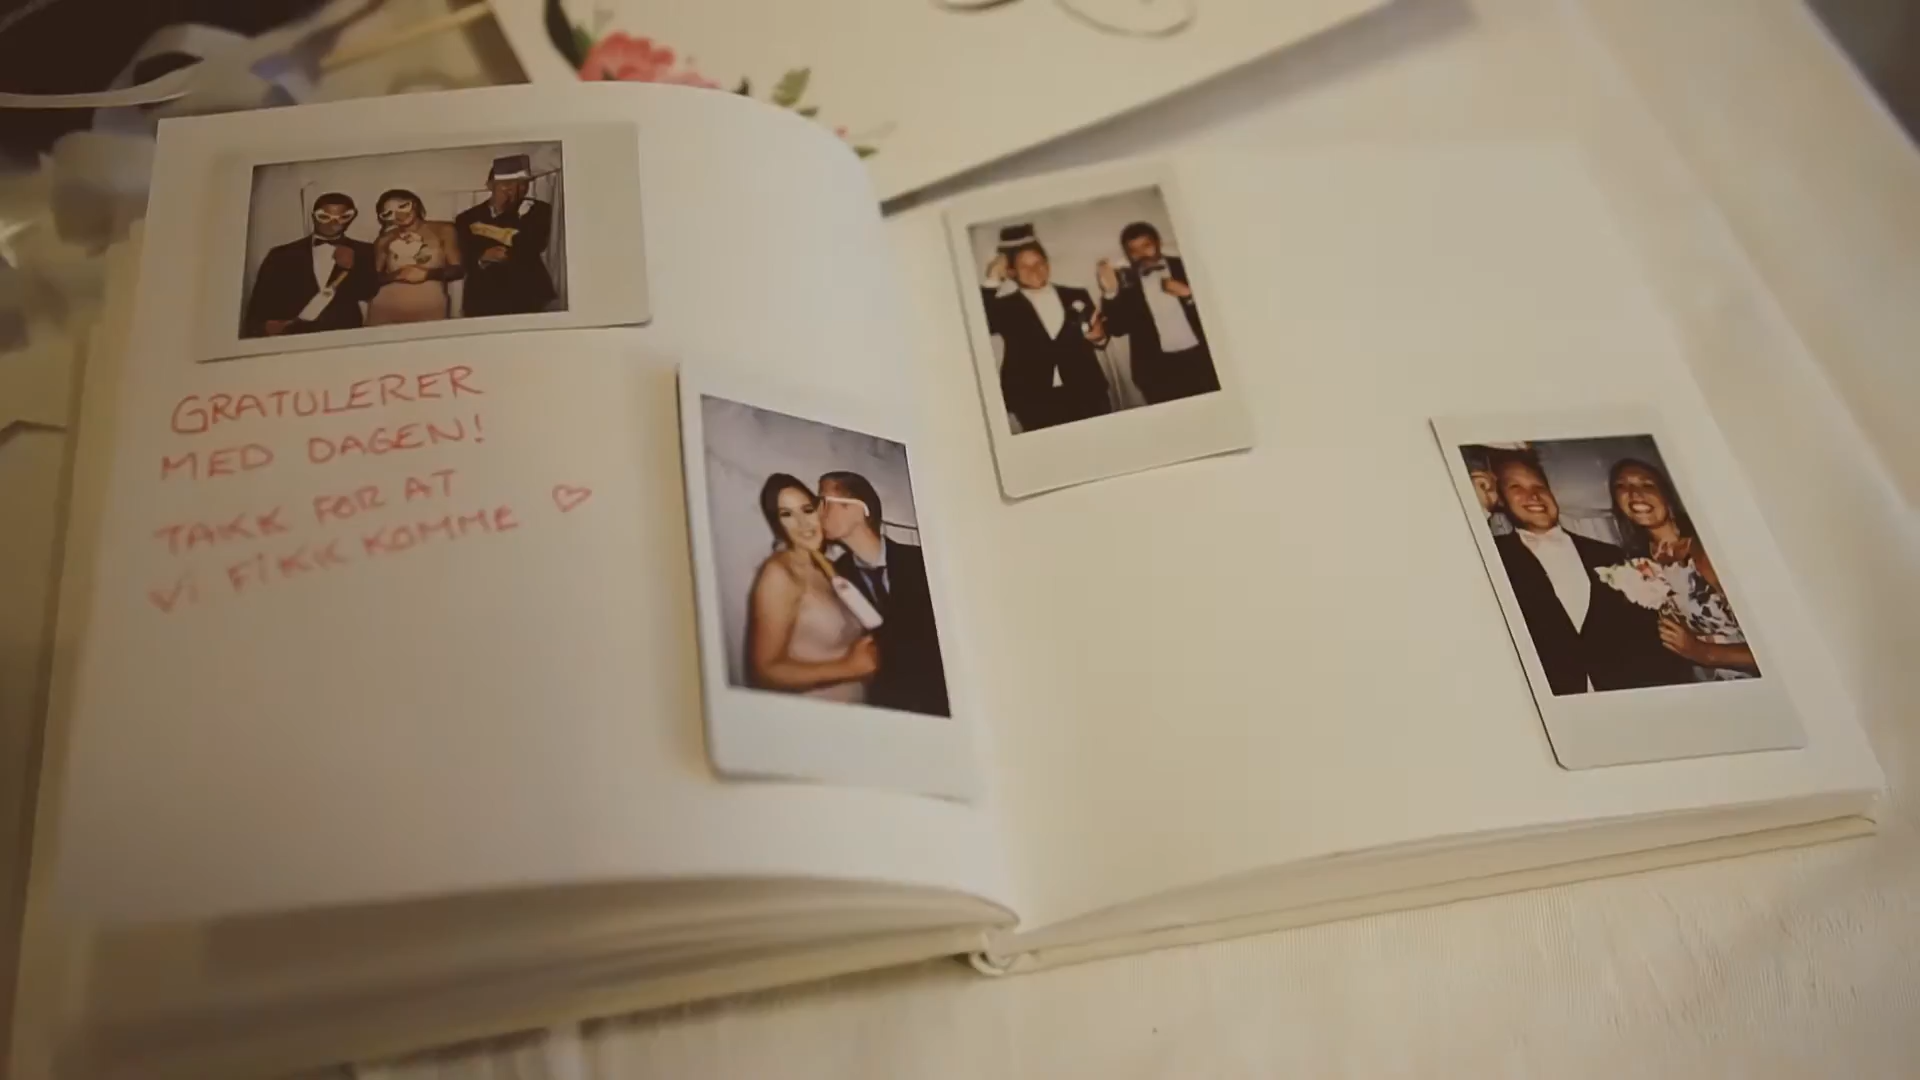 GRATULERER
MED DAGEN!
TAKK FOR AT
Vi FiKK KOMME ♡